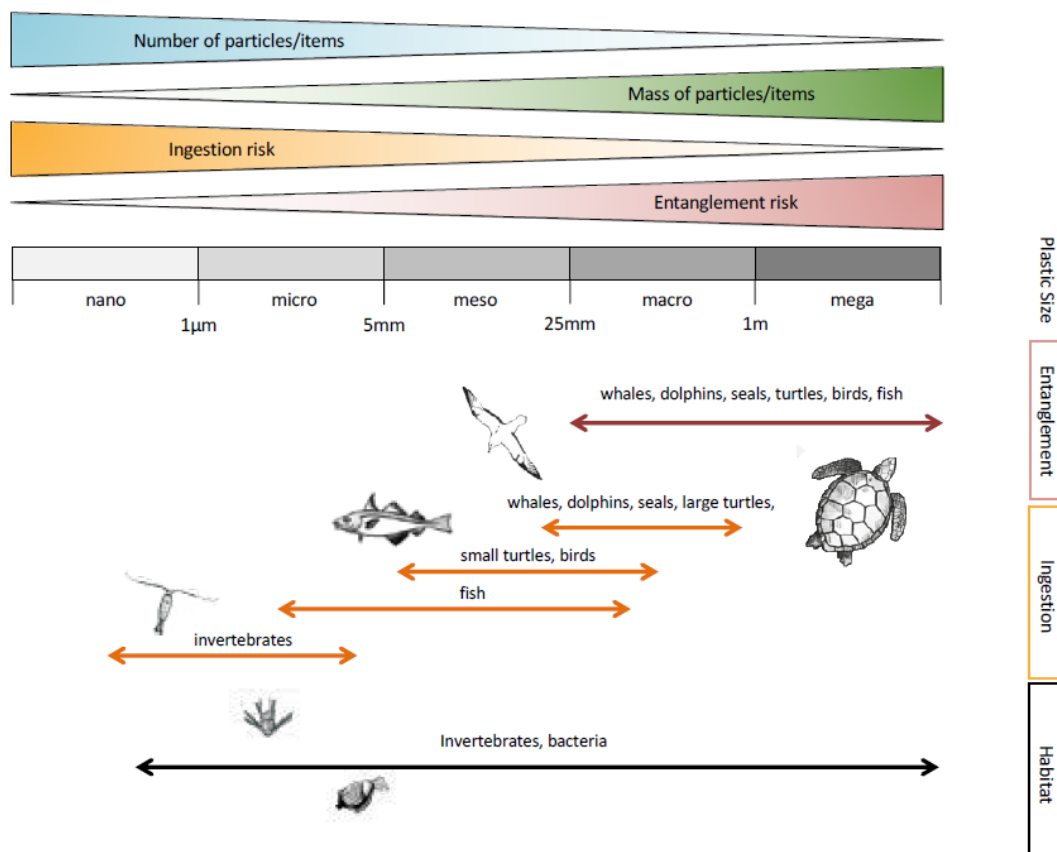 Number of particles/items
Mass of particles/items
Ingestion risk
Entanglement risk
nano
micro
meso
macro
mega
1μm
5mm
25mm
1m
Plastic Size
whales, dolphins, seals, turtles, birds, fish
Entanglement
whales, dolphins, seals, large turtles,
small turtles, birds
fish
invertebrates
Ingestion
Invertebrates, bacteria
Habitat